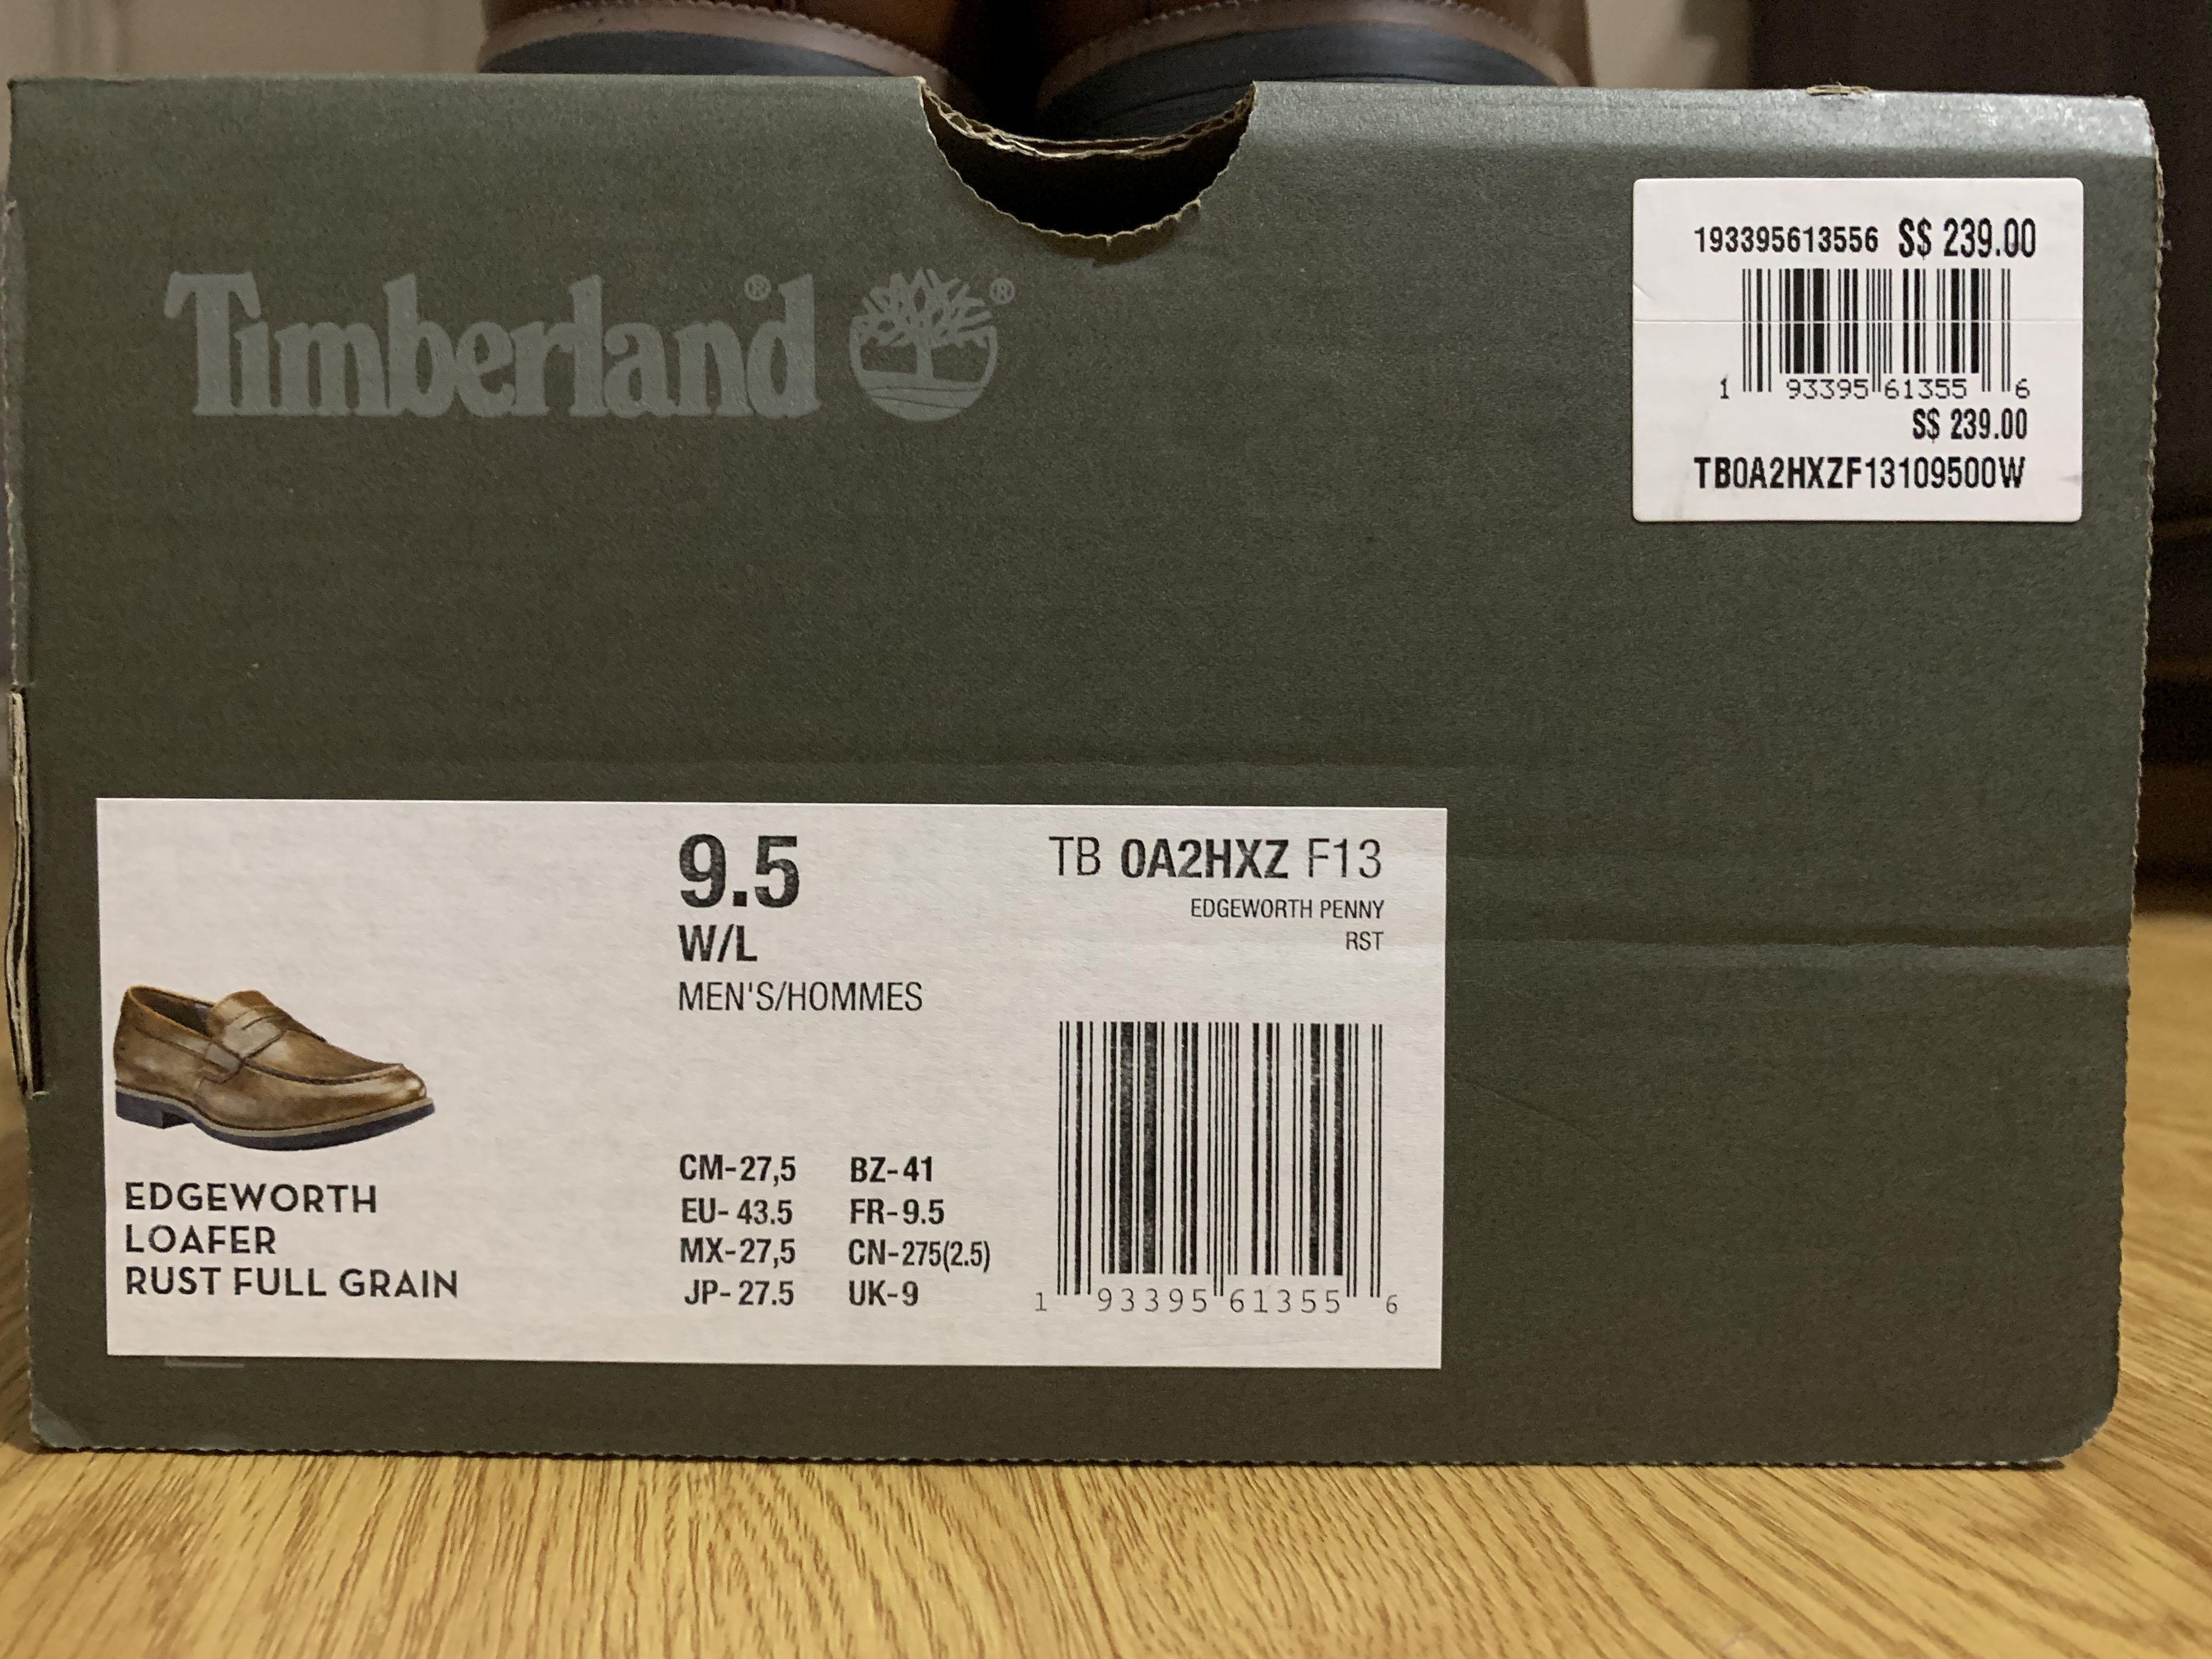 Timberland® ®
193395613556 S$ 239.00
1 93395 61355 6
S$ 239.00
TB0A2HXZF13109500W
9.5
W/L
MEN'S/HOMMES
TB 0A2HXZ F13
EDGEWORTH PENNY
RST
EDGEWORTH
LOAFER
RUST FULL GRAIN
CM-27,5 BZ-41
EU- 43.5 FR-9.5
MX-27,5 CN-275(2.5)
JP- 27.5 UK-9
1 93395 61355 6